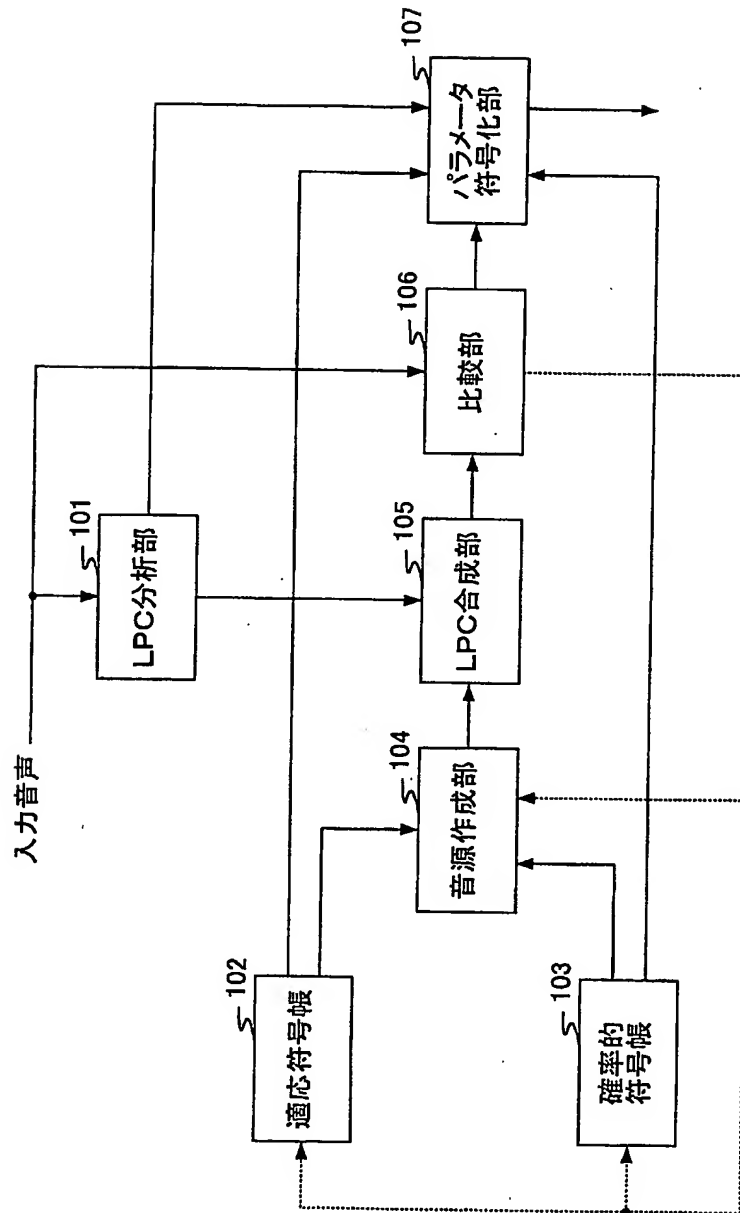 入力音声
101
LPC分析部
102
適応符号帳
103
確率的
符号帳
104
音源作成部
105
LPC合成部
106
比較部
107
パラメータ
符号化部